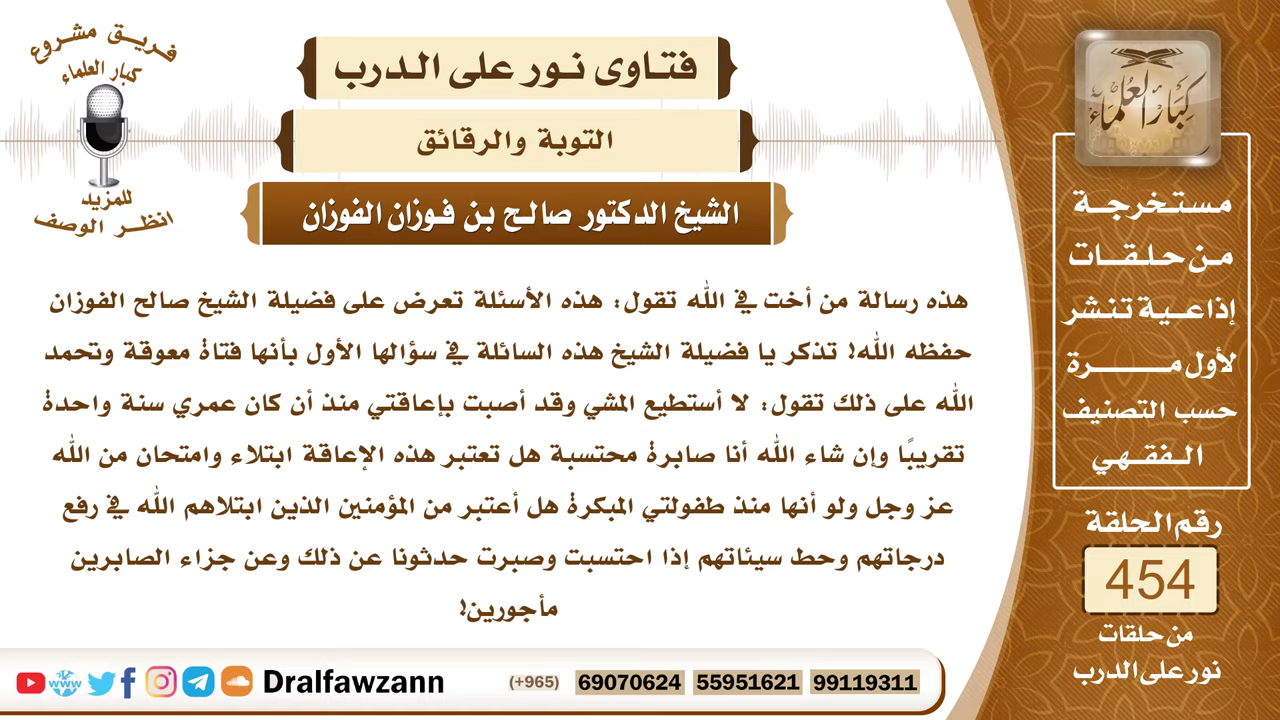 فريق مشروع
كبار العلماء
للمزيد
انظر الوصف
فتاوى نور على الدرب
التوبة والرقائق
الشيخ الدكتور صالح بن فوزان الفوزان
هذه رسالة من أخت في الله تقول: هذه الأسئلة تعرض على فضيلة الشيخ صالح الفوزان
حفظه الله! تذكر يا فضيلة الشيخ هذه السائلة في سؤالها الأول بأنها فتاة معوقة وتحمد
الله على ذلك تقول: لا أستطيع المشي وقد أصبت بإعاقتي منذ أن كان عمري سنة واحدة
تقريبًا وإن شاء الله أنا صابرة محتسبة هل تعتبر هذه الإعاقة ابتلاء وامتحان من الله
عز وجل ولو أنها منذ طفولتي المبكرة هل أعتبر من المؤمنين الذين ابتلاهم الله في رفع
درجاتهم وحط سيئاتهم إذا احتسبت وصبرت حدثونا عن ذلك وعن جزاء الصابرين
مأجورين!
كبار العلماء
مستخرجة
من حلقات
إذاعية تنشر
لأول مرة
حسب التصنيف
الفقهي
رقم الحلقة
454
من حلقات
نور على الدرب
www
Dralfawzann
(+965) 69070624 55951621 99119311